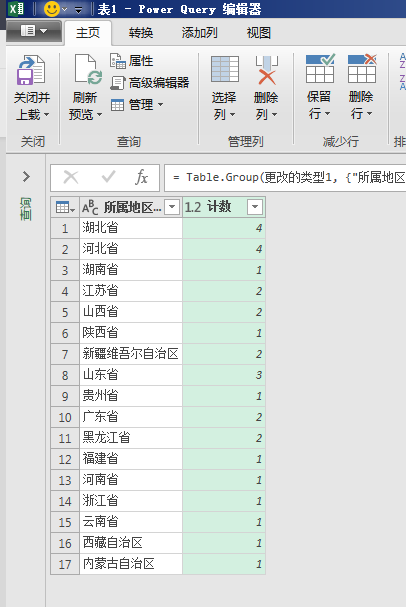 表1 - Power Query 编辑器
主页 转换 添加列 视图
关闭并上载 刷新预览 属性 高级编辑器 管理 选择列 删除列 保留行 删除行
关闭 查询 管理列 减少行
查询
= Table.Group(更改的类型1, {"所属地区
所属地区... 1.2 计数
1 湖北省 4
2 河北省 4
3 湖南省 1
4 江苏省 2
5 山西省 2
6 陕西省 1
7 新疆维吾尔自治区 2
8 山东省 3
9 贵州省 1
10 广东省 2
11 黑龙江省 2
12 福建省 1
13 河南省 1
14 浙江省 1
15 云南省 1
16 西藏自治区 1
17 内蒙古自治区 1